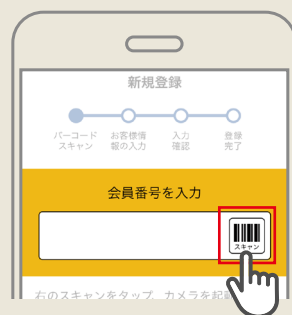 新規登録
バーコード
スキャン
お客様情
報の入力
入力
確認
登録
完了
会員番号を入力
スキャン
右のスキャンをタップ、カメラを起